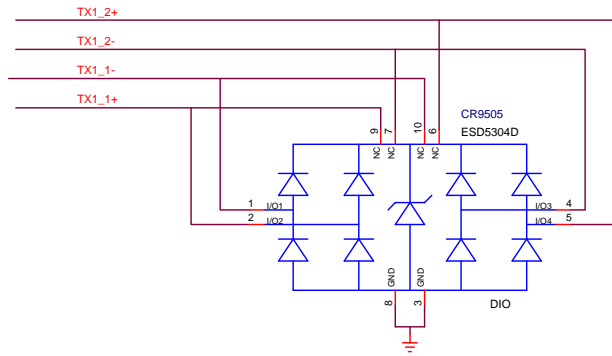 TX1_2+
TX1_2-
TX1_1-
TX1_1+
CR9505
ESD5304D
9 7 10 6
NC NC NC NC
1 I/O1 I/O3 4
2 I/O2 I/O4 5
GND GND
8 3
DIO